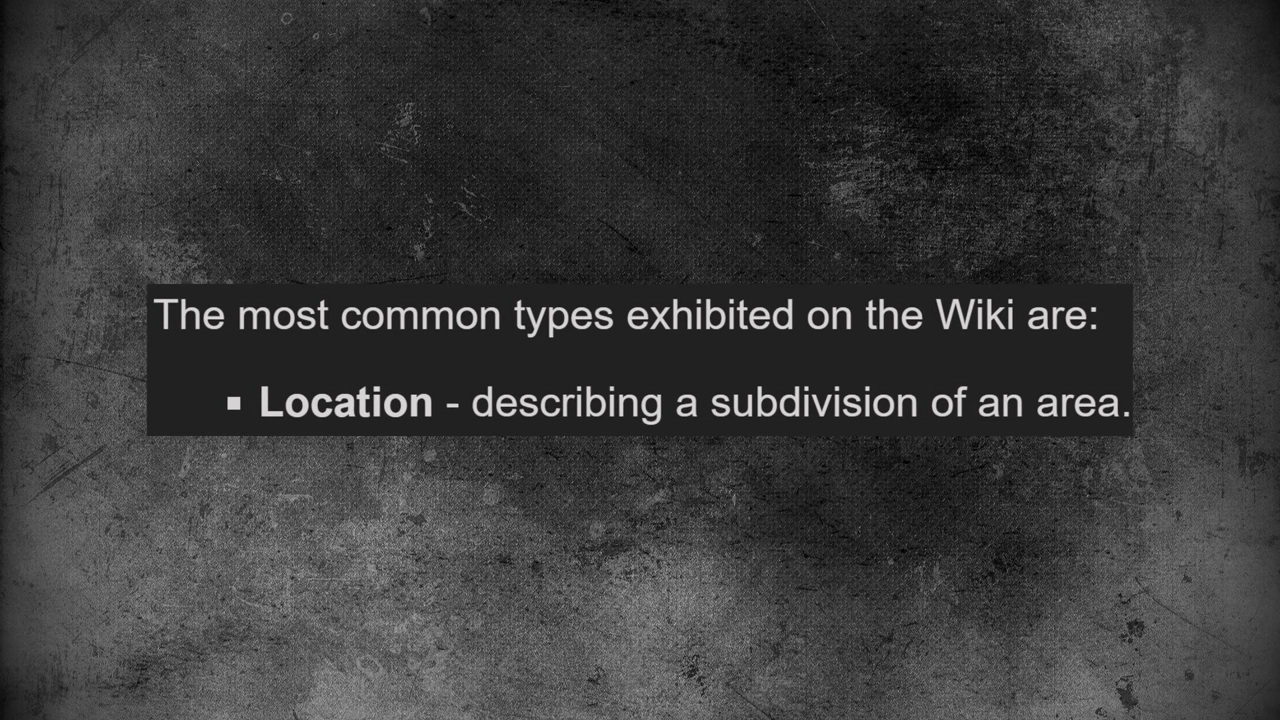 The most common types exhibited on the Wiki are:
▪ Location - describing a subdivision of an area.